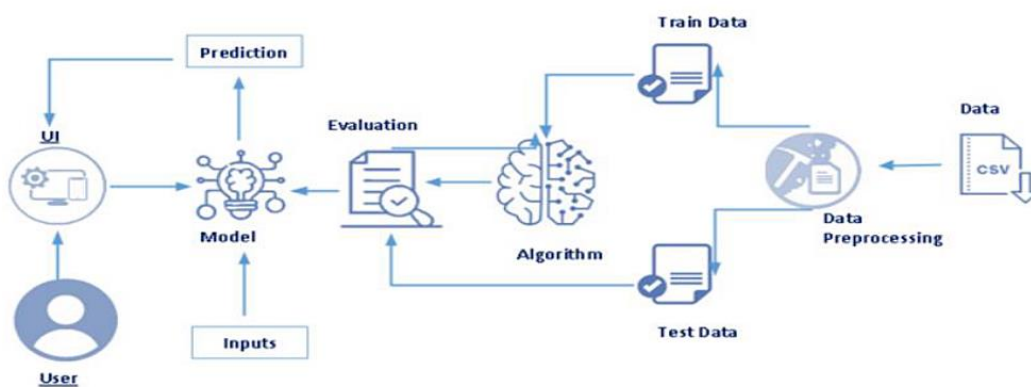 Train Data
Prediction
Data
Evaluation
UI
CSV
Model
Data
Preprocessing
Algorithm
Test Data
Inputs
User